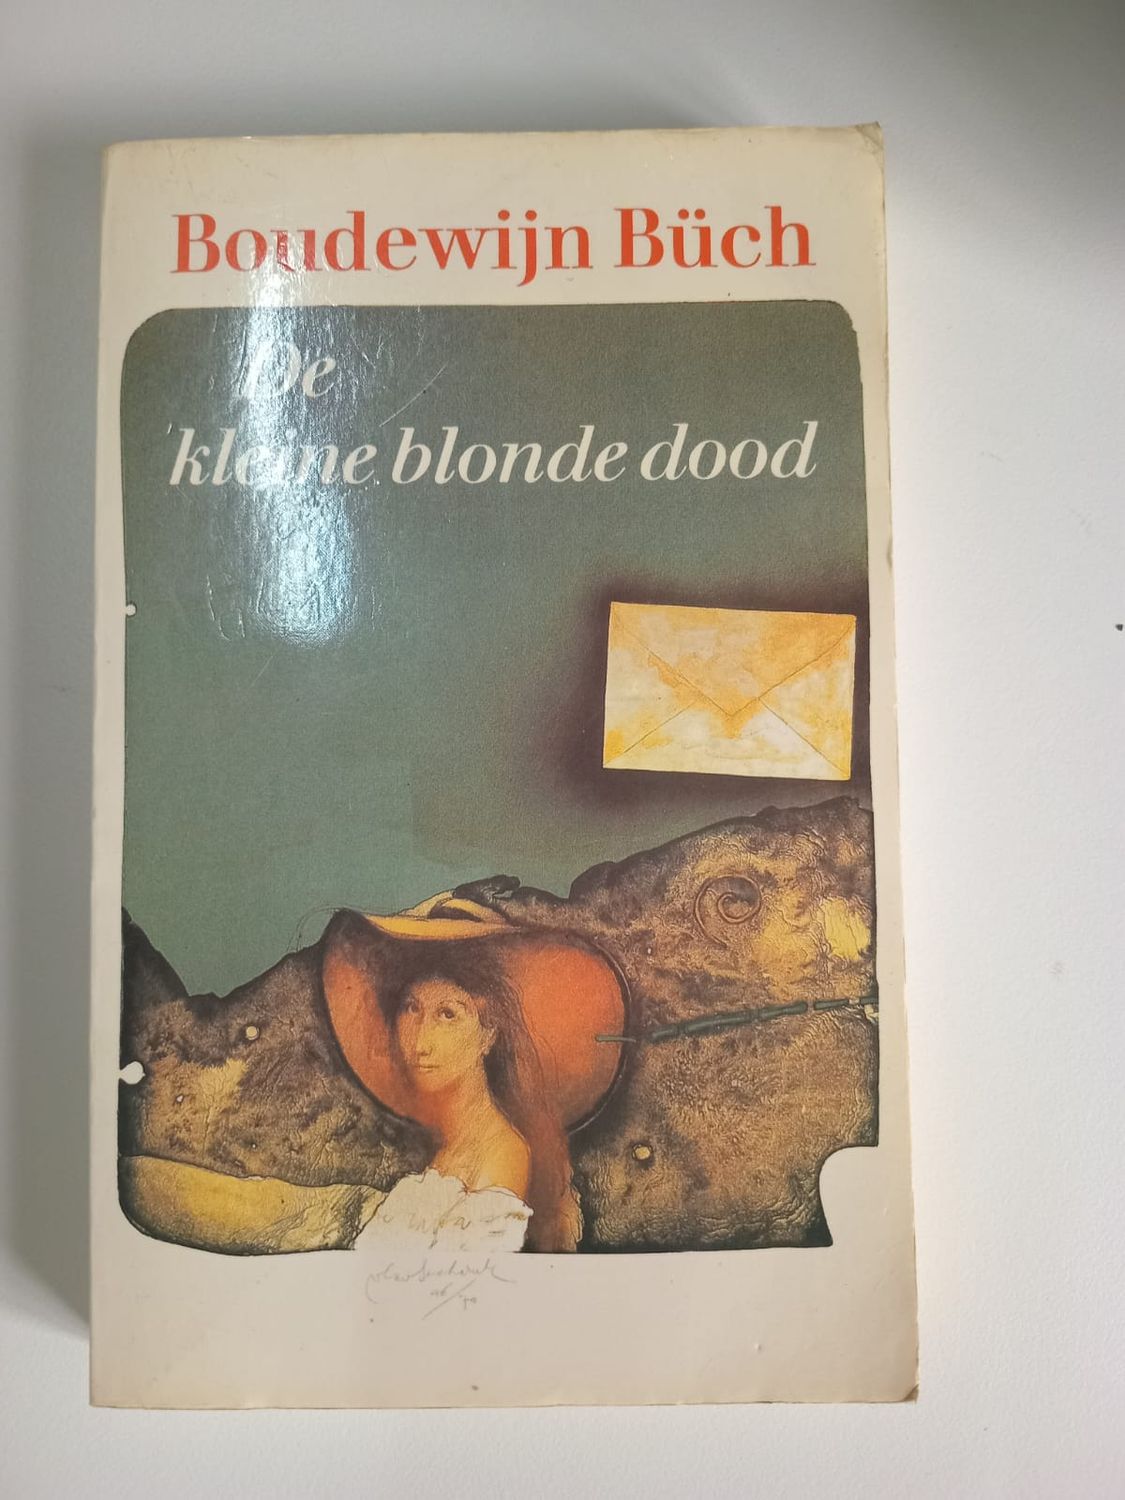 Boudewijn Büch
De
kleine blonde dood